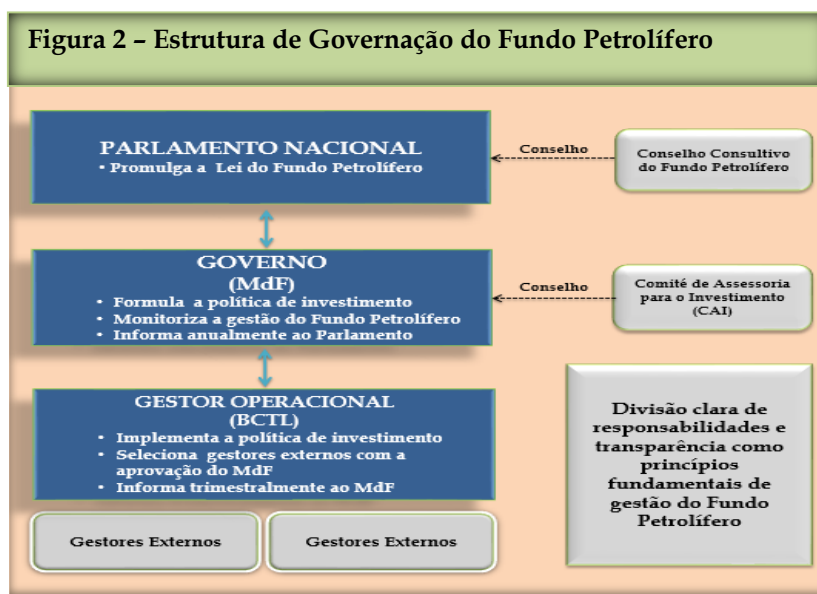 Figura 2 – Estrutura de Governação do Fundo Petrolífero
PARLAMENTO NACIONAL
• Promulga a Lei do Fundo Petrolífero
Conselho
Conselho Consultivo
do Fundo Petrolífero
GOVERNO
(MdF)
• Formula a política de investimento
• Monitoriza a gestão do Fundo Petrolífero
• Informa anualmente ao Parlamento
Conselho
Comité de Assessoria
para o Investimento
(CAI)
GESTOR OPERACIONAL
(BCTL)
• Implementa a política de investimento
• Seleciona gestores externos com a
aprovação do MdF
• Informa trimestralmente ao MdF
Divisão clara de
responsabilidades e
transparência como
princípios
fundamentais de
gestão do Fundo
Petrolífero
Gestores Externos
Gestores Externos